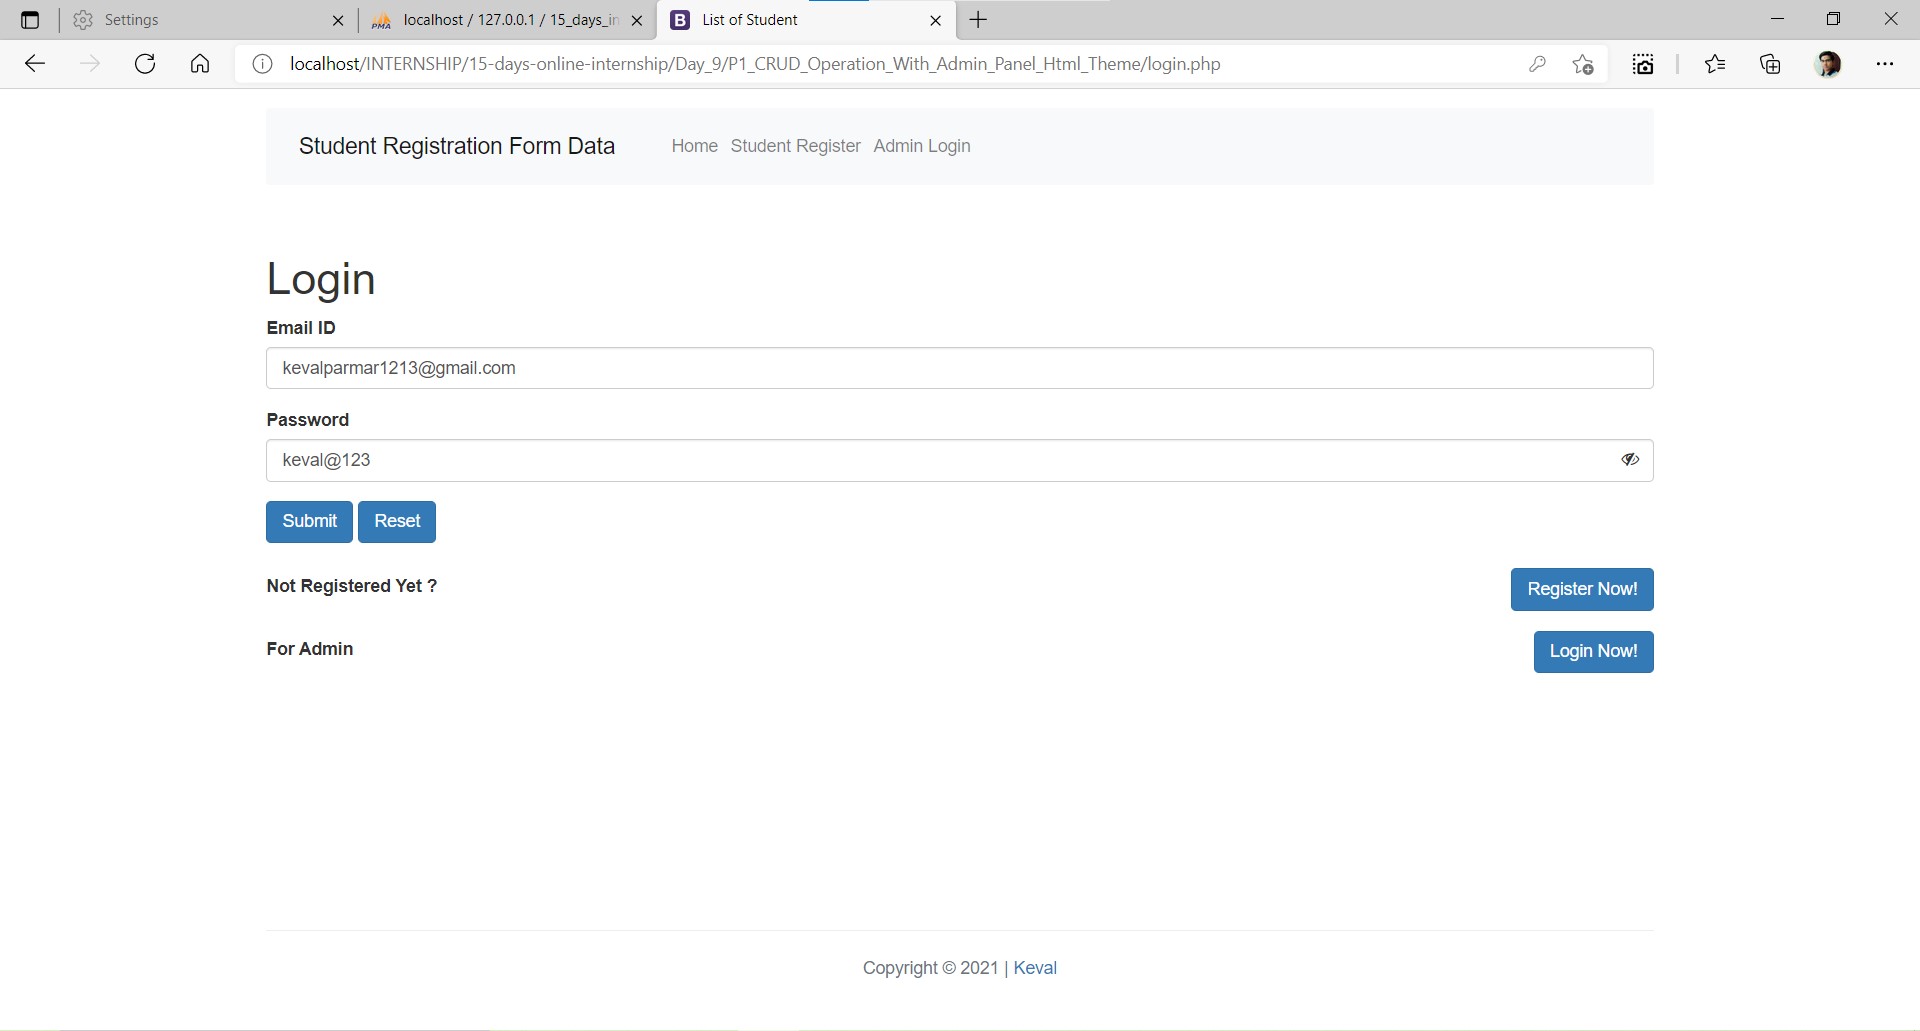 Settings
localhost / 127.0.0.1 / 15_days_in
List of Student
localhost/INTERNSHIP/15-days-online-internship/Day_9/P1_CRUD_Operation_With_Admin_Panel_Html_Theme/login.php
Student Registration Form Data Home Student Register Admin Login
Login
Email ID
kevalparmar1213@gmail.com
Password
keval@123
Submit Reset
Not Registered Yet ? Register Now!
For Admin Login Now!
Copyright © 2021 | Keval